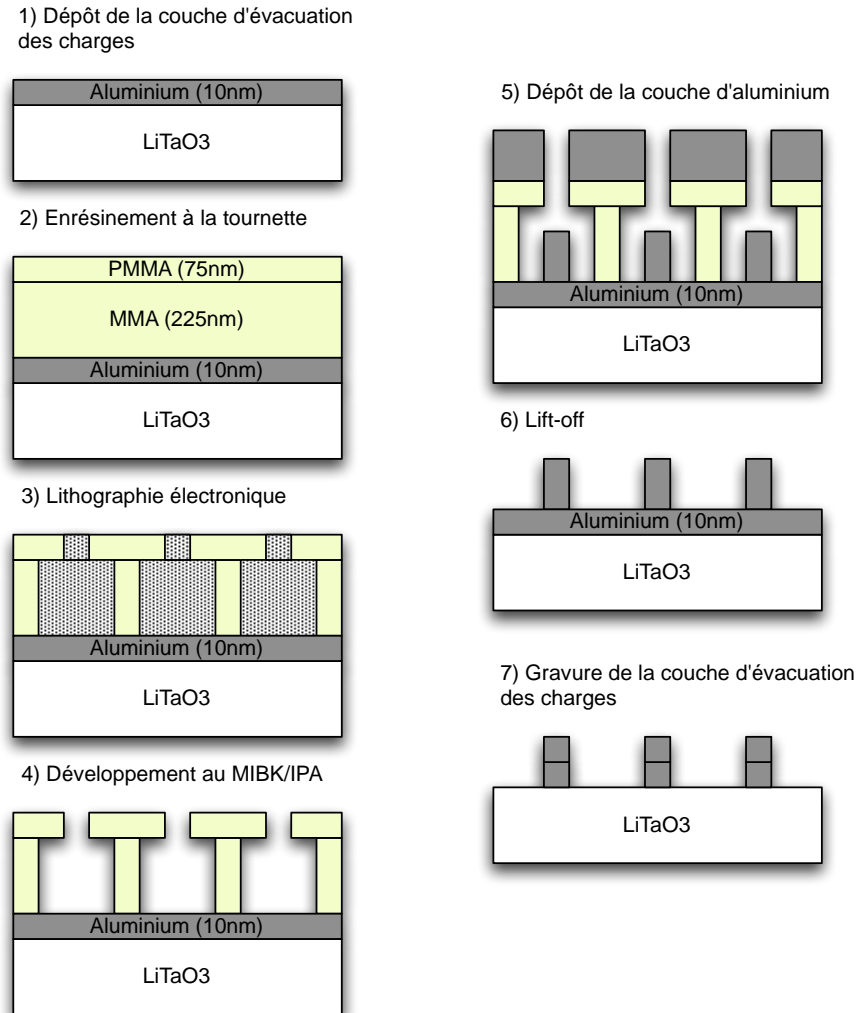 1) Dépôt de la couche d'évacuation
des charges
Aluminium (10nm)
LiTaO3
2) Enrésinement à la tournette
PMMA (75nm)
MMA (225nm)
Aluminium (10nm)
LiTaO3
3) Lithographie électronique
Aluminium (10nm)
LiTaO3
4) Développement au MIBK/IPA
Aluminium (10nm)
LiTaO3
5) Dépôt de la couche d'aluminium
Aluminium (10nm)
LiTaO3
6) Lift-off
Aluminium (10nm)
LiTaO3
7) Gravure de la couche d'évacuation
des charges
LiTaO3